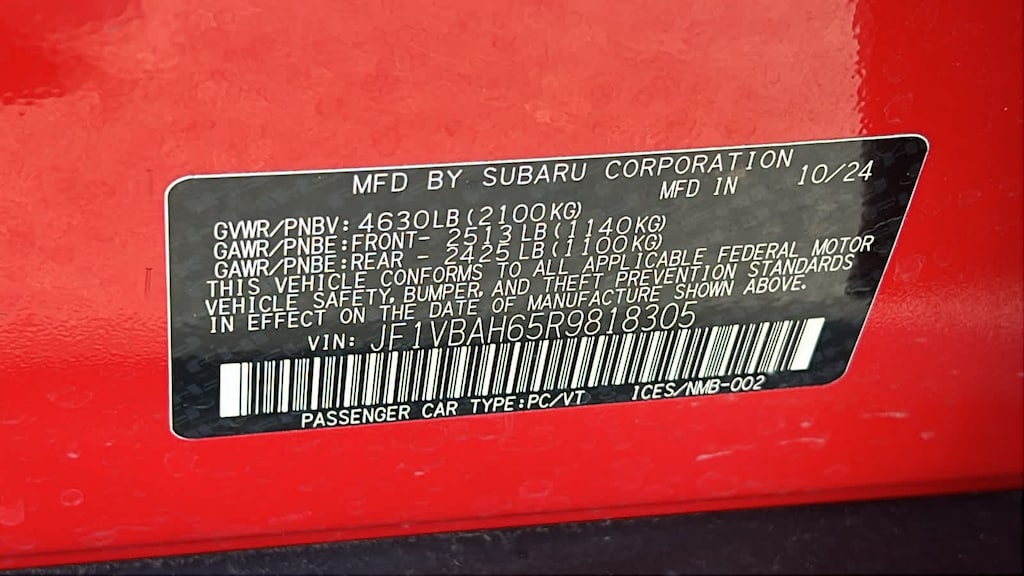 MFD BY SUBARU CORPORATION
MFD IN 10/24
GVWR/PNBV: 4630LB(2100KG)
GAWR/PNBE:FRONT- 2513LB(1140KG)
GAWR/PNBE:REAR - 2425LB(1100KG)
THIS VEHICLE CONFORMS TO ALL APPLICABLE FEDERAL MOTOR
VEHICLE SAFETY, BUMPER, AND THEFT PREVENTION STANDARDS
IN EFFECT ON THE DATE OF MANUFACTURE SHOWN ABOVE.
VIN: JF1VBAH65R9818305
PASSENGER CAR TYPE:PC/VT ICES/NMB-002